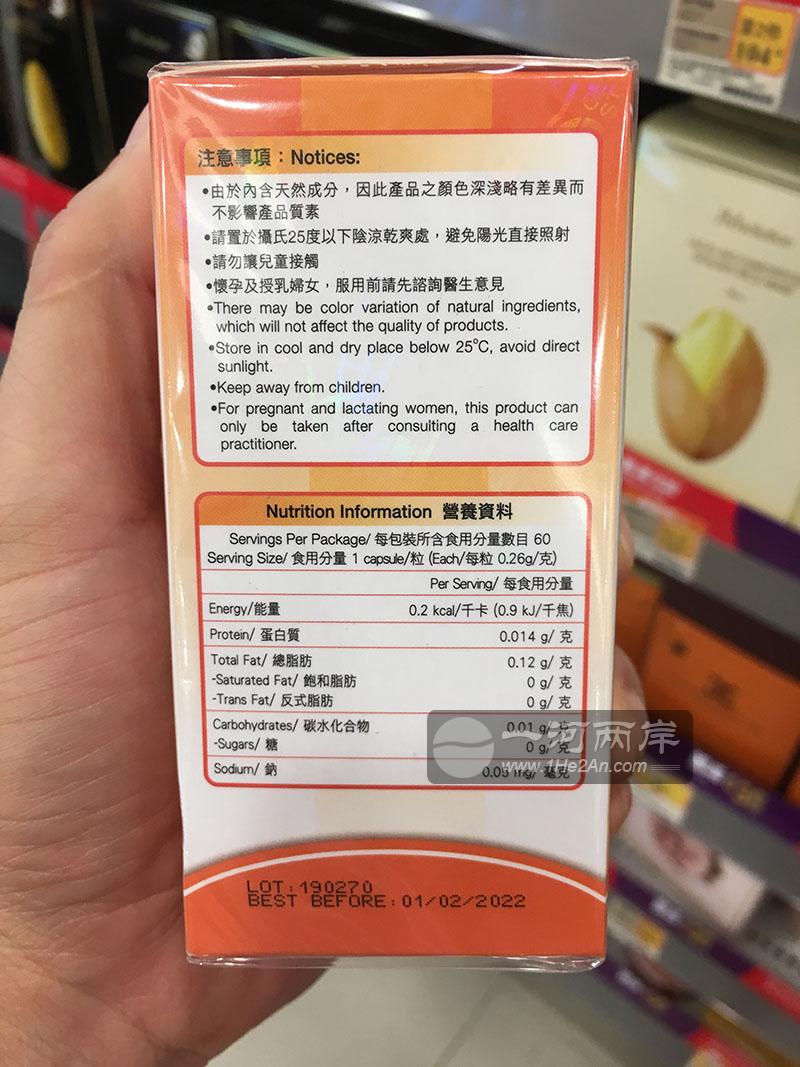 注意事項：Notices:
•由於內含天然成分，因此產品之顏色深淺略有差異而
不影響產品質素
•請置於攝氏25度以下陰涼乾爽處，避免陽光直接照射
•請勿讓兒童接觸
•懷孕及授乳婦女，服用前請先諮詢醫生意見
•There may be color variation of natural ingredients,
which will not affect the quality of products.
•Store in cool and dry place below 25°C, avoid direct
sunlight.
•Keep away from children.
•For pregnant and lactating women, this product can
only be taken after consulting a health care
practitioner.
Nutrition Information 營養資料
Servings Per Package/ 每包裝所含食用分量數目 60
Serving Size/ 食用分量 1 capsule/粒 (Each/每粒 0.26g/克)
Per Serving/ 每食用分量
Energy/能量 0.2 kcal/千卡 (0.9 kJ/千焦)
Protein/ 蛋白質 0.014 g/ 克
Total Fat/ 總脂肪 0.12 g/ 克
-Saturated Fat/ 飽和脂肪 0 g/ 克
-Trans Fat/ 反式脂肪 0 g/ 克
Carbohydrates/ 碳水化合物 0.01 g/ 克
-Sugars/ 糖 0 g/ 克
Sodium/ 鈉 0.05 mg/ 毫克
一河两岸
www.1He2An.com
LOT:190270
BEST BEFORE:01/02/2022